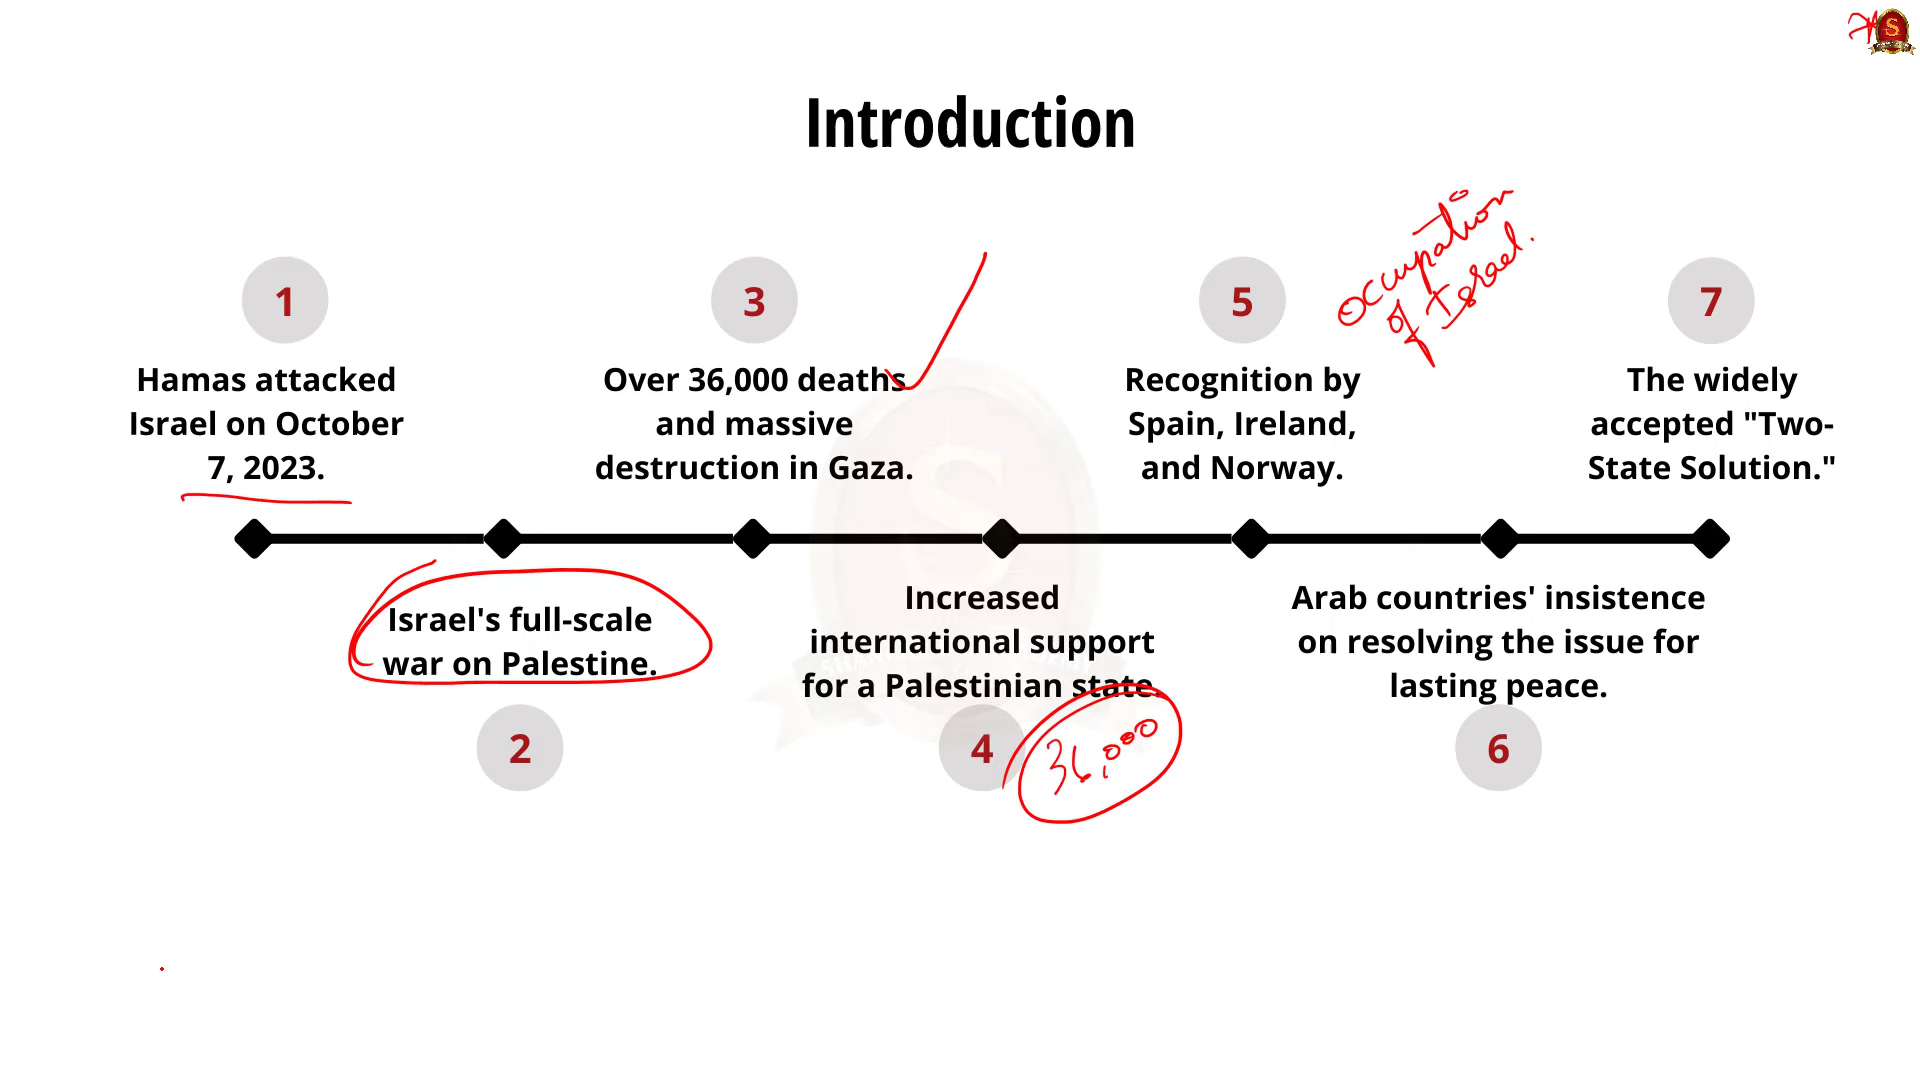 S
Introduction
Occupation
of Israel.
1
3
5
7
Hamas attacked
Israel on October
7, 2023.
Over 36,000 deaths
and massive
destruction in Gaza.
Recognition by
Spain, Ireland,
and Norway.
The widely
accepted "Two-
State Solution."
Israel's full-scale
war on Palestine.
2
Increased
international support
for a Palestinian state.
4
36,000
Arab countries' insistence
on resolving the issue for
lasting peace.
6